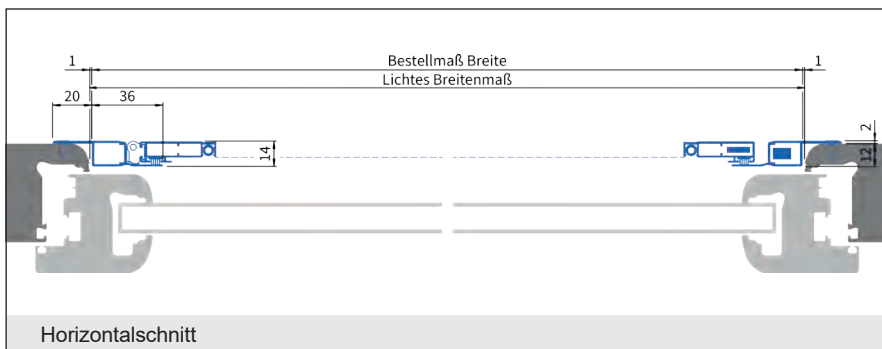 1 Bestellmaß Breite 1
Lichtes Breitenmaß
20 36
2
14 12
Horizontalschnitt